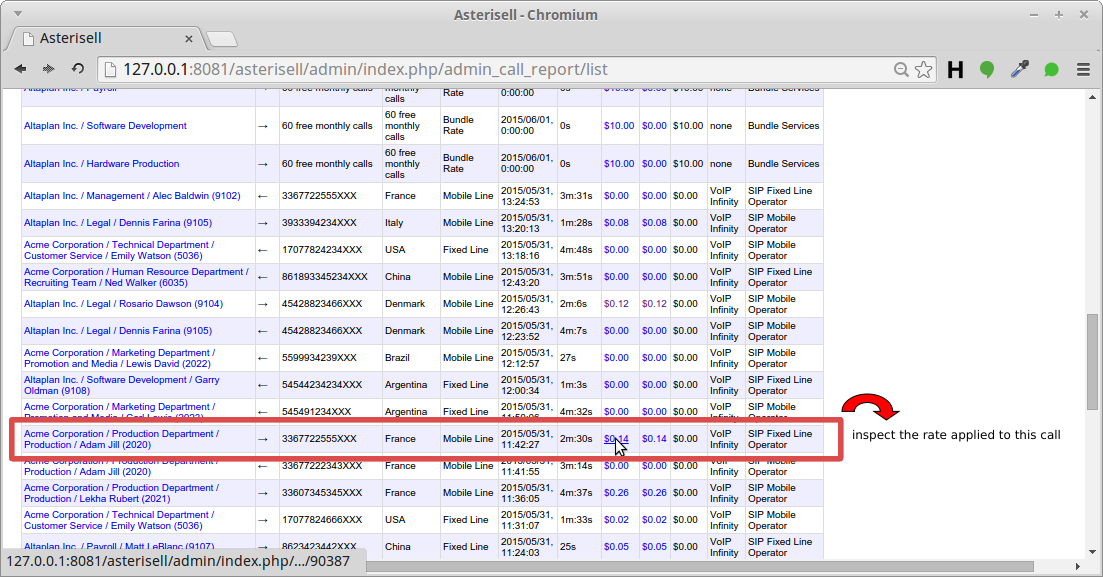 Asterisell - Chromium
Asterisell
127.0.0.1:8081/asterisell/admin/index.php/admin_call_report/list
H
Altaplan Inc. / Payroll → 60 free monthly calls monthly calls Rate 0:00:00 0s $10.00 $0.00 $10.00 none Bundle Services
Altaplan Inc. / Software Development → 60 free monthly calls 60 free monthly calls Bundle Rate 2015/06/01, 0:00:00 0s $10.00 $0.00 $10.00 none Bundle Services
Altaplan Inc. / Hardware Production → 60 free monthly calls 60 free monthly calls Bundle Rate 2015/06/01, 0:00:00 0s $10.00 $0.00 $10.00 none Bundle Services
Altaplan Inc. / Management / Alec Baldwin (9102) ← 3367722555XXX France Mobile Line 2015/05/31, 13:24:53 3m:31s $0.00 $0.00 $0.00 VoIP Infinity SIP Fixed Line Operator
Altaplan Inc. / Legal / Dennis Farina (9105) → 3933394234XXX Italy Mobile Line 2015/05/31, 13:20:13 1m:28s $0.08 $0.08 $0.00 VoIP Infinity SIP Mobile Operator
Acme Corporation / Technical Department / Customer Service / Emily Watson (5036) ← 17077824234XXX USA Fixed Line 2015/05/31, 13:18:16 4m:48s $0.00 $0.00 $0.00 VoIP Infinity SIP Mobile Operator
Acme Corporation / Human Resource Department / Recruiting Team / Ned Walker (6035) ← 861893345234XXX China Mobile Line 2015/05/31, 12:43:20 3m:51s $0.00 $0.00 $0.00 VoIP Infinity SIP Fixed Line Operator
Altaplan Inc. / Legal / Rosario Dawson (9104) → 45428823466XXX Denmark Mobile Line 2015/05/31, 12:26:43 2m:6s $0.12 $0.12 $0.00 VoIP Infinity SIP Mobile Operator
Altaplan Inc. / Legal / Dennis Farina (9105) ← 45428823466XXX Denmark Mobile Line 2015/05/31, 12:23:52 4m:7s $0.00 $0.00 $0.00 VoIP Infinity SIP Mobile Operator
Acme Corporation / Marketing Department / Promotion and Media / Lewis David (2022) ← 5599934239XXX Brazil Mobile Line 2015/05/31, 12:12:57 27s $0.00 $0.00 $0.00 VoIP Infinity SIP Mobile Operator
Altaplan Inc. / Software Development / Garry Oldman (9108) ← 54544234234XXX Argentina Fixed Line 2015/05/31, 12:00:34 1m:3s $0.00 $0.00 $0.00 VoIP Infinity SIP Fixed Line Operator
Acme Corporation / Marketing Department / ← 545491234XXX Argentina Fixed Line 2015/05/31, 4m:32s $0.00 $0.00 $0.00 VoIP SIP Mobile
Acme Corporation / Production Department / Production / Adam Jill (2020) → 3367722555XXX France Mobile Line 2015/05/31, 11:42:27 2m:30s $0.14 $0.14 $0.00 VoIP Infinity SIP Fixed Line Operator
inspect the rate applied to this call
Production / Adam Jill (2020) ← 3367722343XXX France Mobile Line 11:41:55 3m:14s $0.00 $0.00 $0.00 Infinity Operator
Acme Corporation / Production Department / Production / Lekha Rubert (2021) → 33607345345XXX France Mobile Line 2015/05/31, 11:36:05 4m:37s $0.26 $0.26 $0.00 VoIP Infinity SIP Mobile Operator
Acme Corporation / Technical Department / Customer Service / Emily Watson (5036) → 17077824666XXX USA Fixed Line 2015/05/31, 11:31:07 1m:33s $0.02 $0.02 $0.00 VoIP Infinity SIP Mobile Operator
Altaplan Inc. / Payroll / Matt LeBlanc (9107) → 8623423442XXX China Fixed Line 2015/05/31, 11:24:03 25s $0.05 $0.05 $0.00 VoIP Infinity SIP Fixed Line Operator
127.0.0.1:8081/asterisell/admin/index.php/.../90387